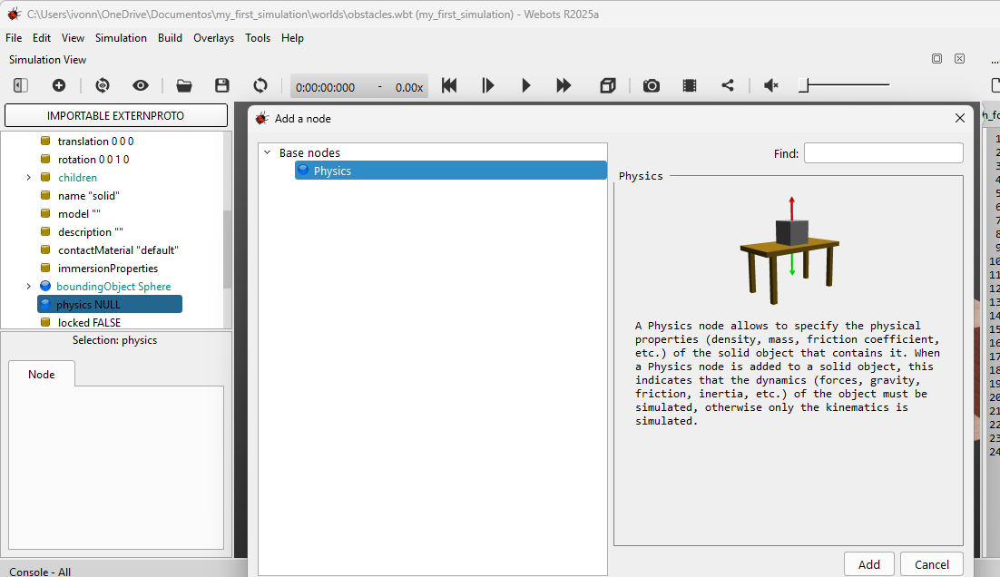 C:\Users\ivonn\OneDrive\Documentos\my_first_simulation\worlds\obstacles.wbt (my_first_simulation) - Webots R2025a
File Edit View Simulation Build Overlays Tools Help
Simulation View
...
0:00:00:000 - 0.00x
IMPORTABLE EXTERNPROTO
translation 0 0 0
rotation 0 0 1 0
children
name "solid"
model ""
description ""
contactMaterial "default"
immersionProperties
boundingObject Sphere
physics NULL
locked FALSE
Selection: physics
Node
Console - All
Add a node
Base nodes
Physics
Find:
Physics
A Physics node allows to specify the physical
properties (density, mass, friction coefficient,
etc.) of the solid object that contains it. When
a Physics node is added to a solid object, this
indicates that the dynamics (forces, gravity,
friction, inertia, etc.) of the object must be
simulated, otherwise only the kinematics is
simulated.
Add Cancel
1
2
3
4
5
6
7
8
9
10
11
12
13
14
15
16
17
18
19
20
21
22
23
24